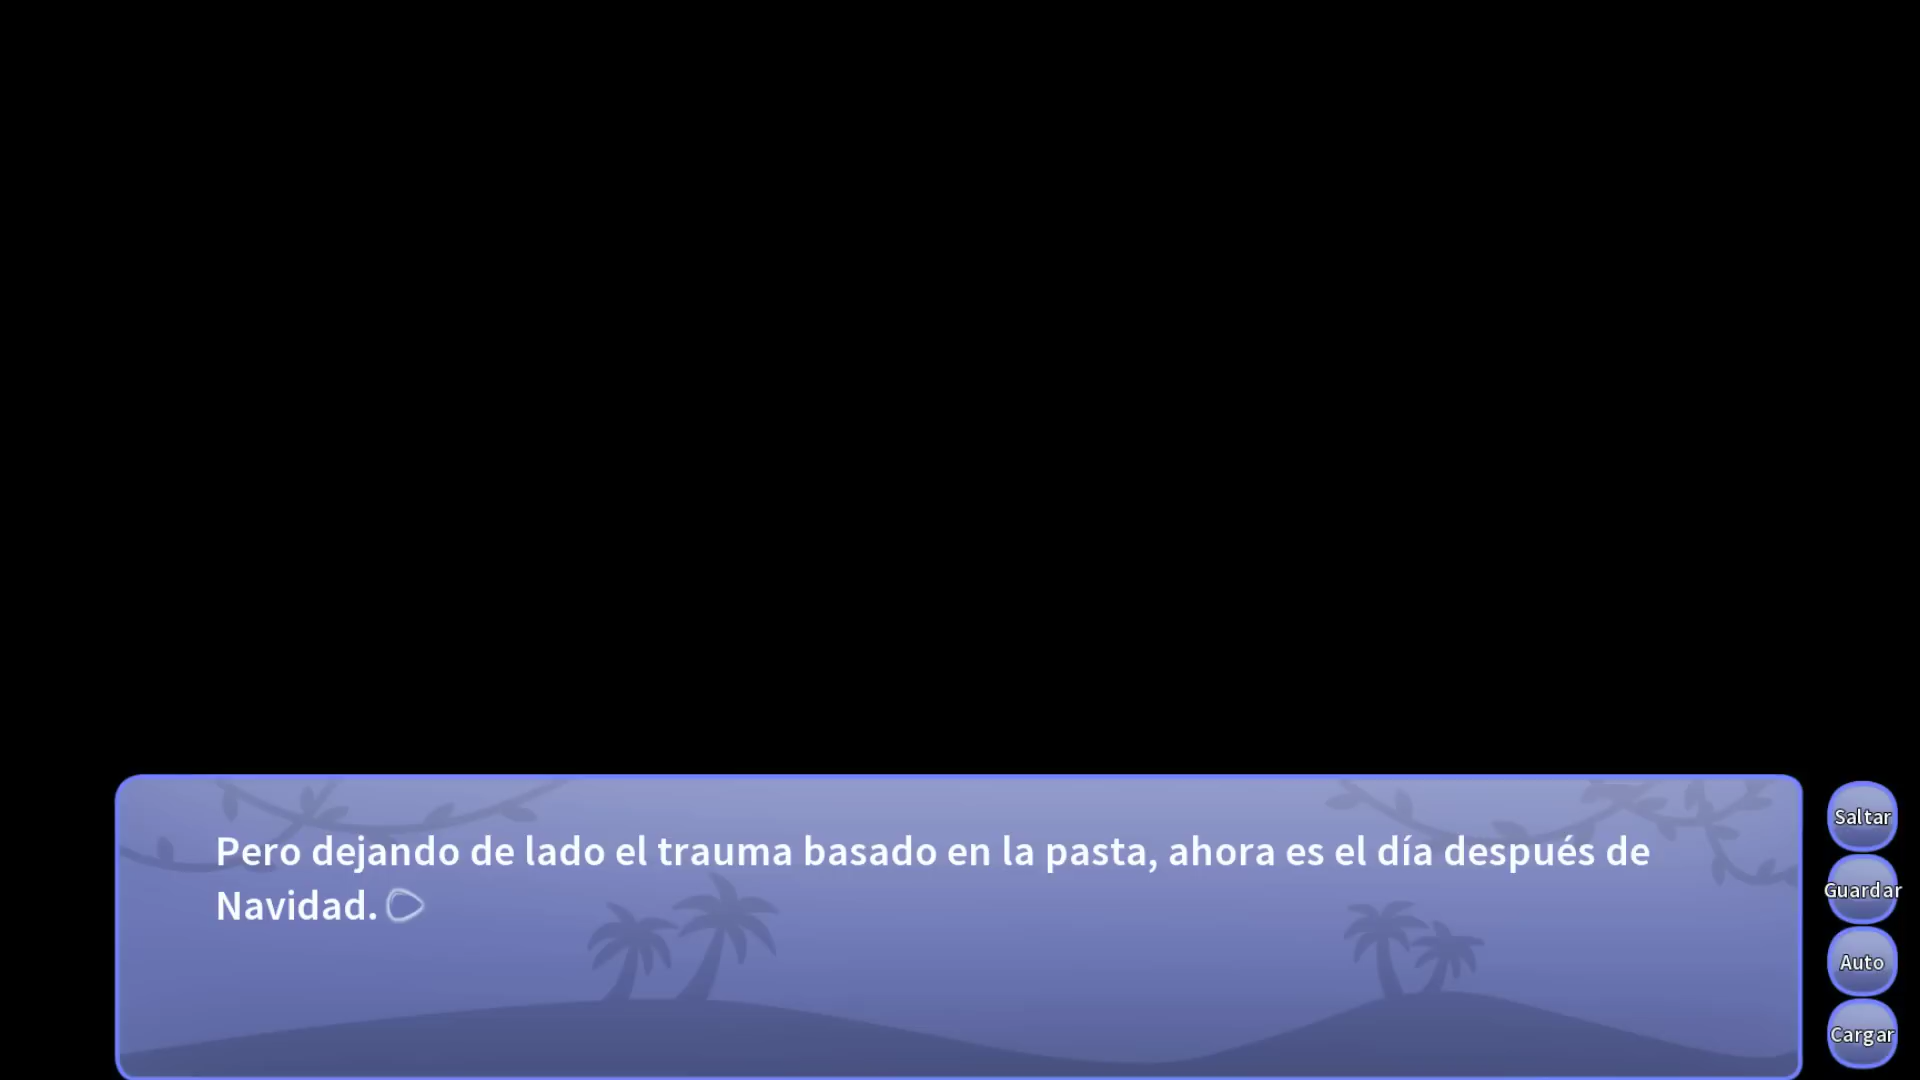 Pero dejando de lado el trauma basado en la pasta, ahora es el día después de
Navidad.
Saltar
Guardar
Auto
Cargar